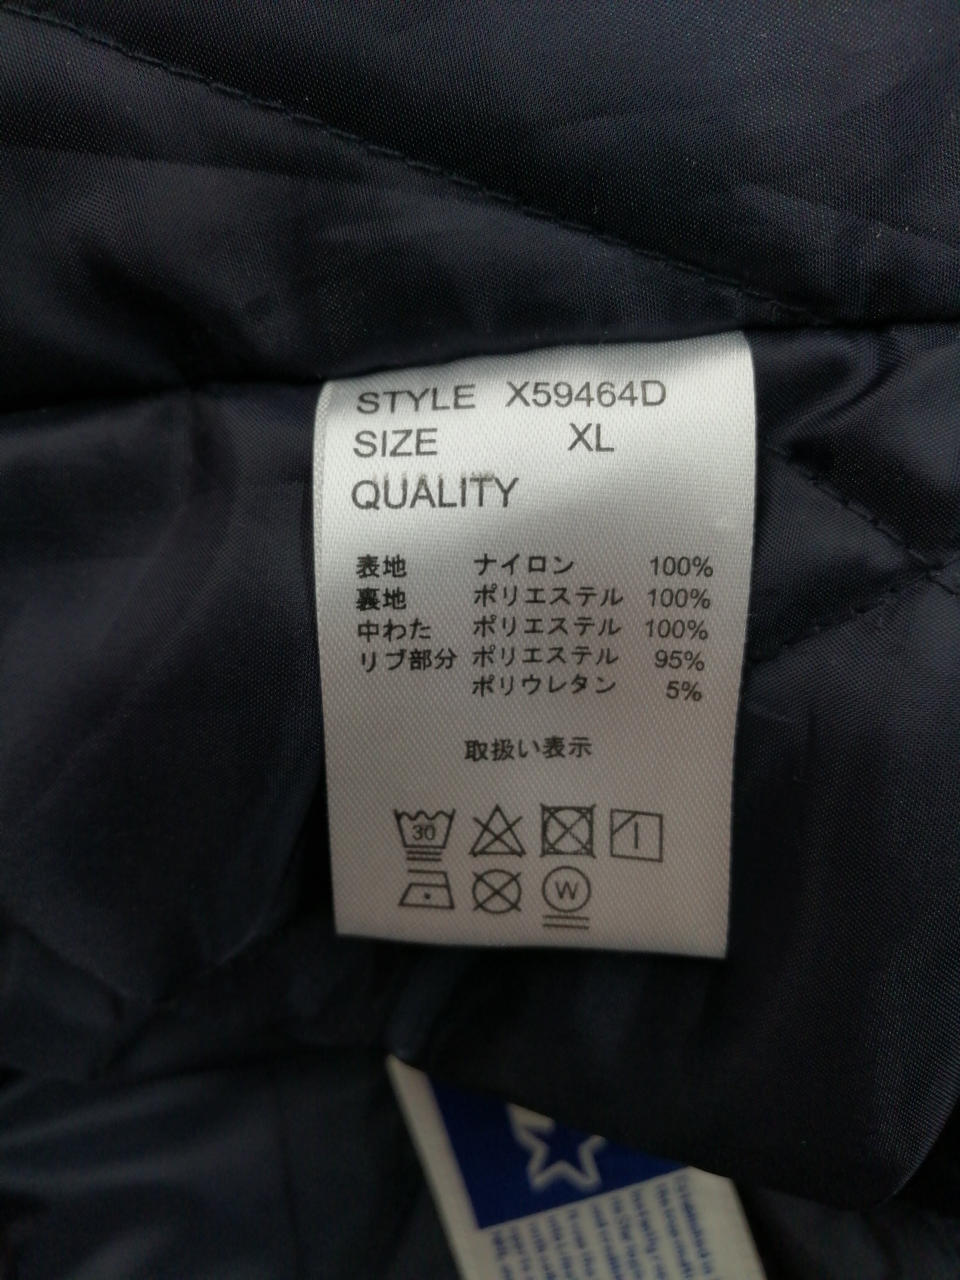 STYLE X59464D
SIZE XL
QUALITY
表地 ナイロン 100%
裏地 ポリエステル 100%
中わた ポリエステル 100%
リブ部分 ポリエステル 95%
ポリウレタン 5%
取扱い表示
30
W